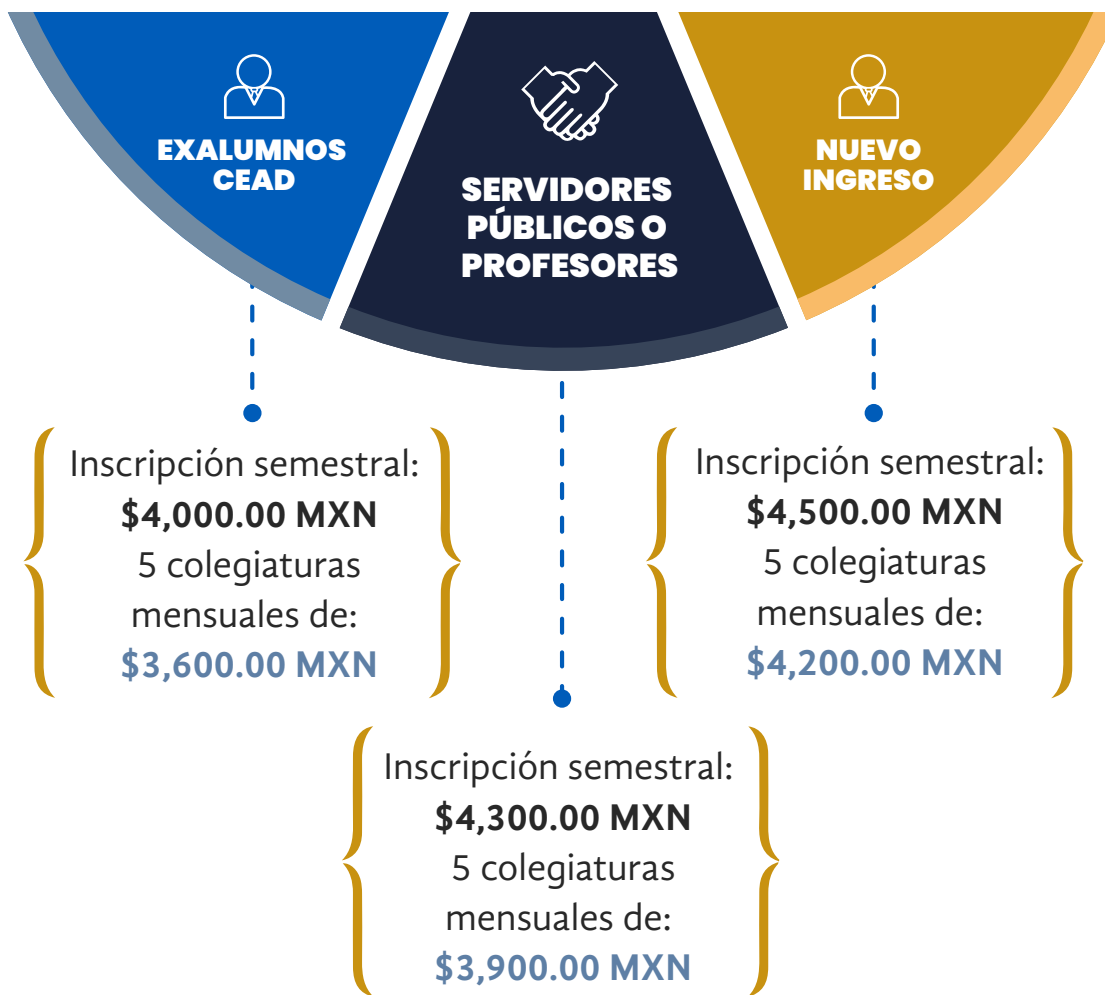 EXALUMNOS
CEAD
SERVIDORES
PÚBLICOS O
PROFESORES
NUEVO
INGRESO
Inscripción semestral:
$4,000.00 MXN
5 colegiaturas
mensuales de:
$3,600.00 MXN
Inscripción semestral:
$4,300.00 MXN
5 colegiaturas
mensuales de:
$3,900.00 MXN
Inscripción semestral:
$4,500.00 MXN
5 colegiaturas
mensuales de:
$4,200.00 MXN